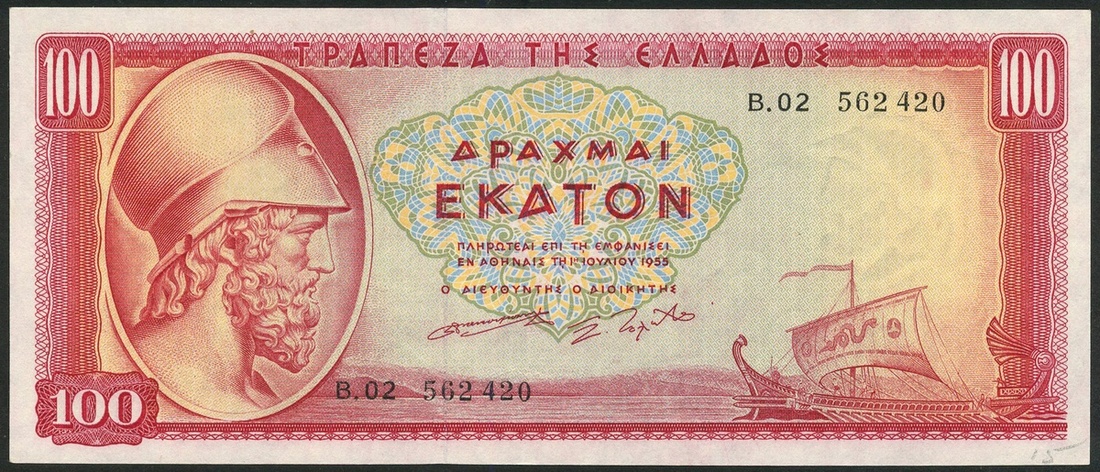 100
ΤΡΑΠΕΖΑ ΤΗΣ ΕΛΛΑΔΟΣ
100
Β.02 562 420
ΔΡΑΧΜΑΙ
ΕΚΑΤΟΝ
ΠΛΗΡΩΤΕΑΙ ΕΠΙ ΤΗ ΕΜΦΑΝΙΣΕΙ
ΕΝ ΑΘΗΝΑΙΣ ΤΗ 1Η ΙΟΥΛΙΟΥ 1955
Ο ΔΙΕΥΘΥΝΤΗΣ Ο ΔΙΟΙΚΗΤΗΣ
Β.02 562 420
100
15